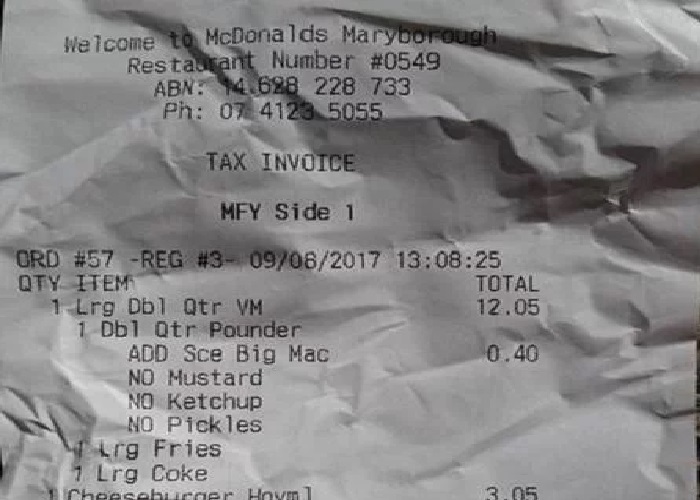 Welcome to McDonalds Maryborough
Restaurant Number #0549
ABN: 14 628 228 733
Ph: 07 4123 5055
TAX INVOICE
MFY Side 1
ORD #57 -REG #3- 09/06/2017 13:08:25
QTY ITEM TOTAL
1 Lrg Dbl Qtr VM 12.05
1 Dbl Qtr Pounder
ADD Sce Big Mac 0.40
NO Mustard
NO Ketchup
NO Pickles
1 Lrg Fries
1 Lrg Coke
1 Cheeseburger Hpyml 3.05